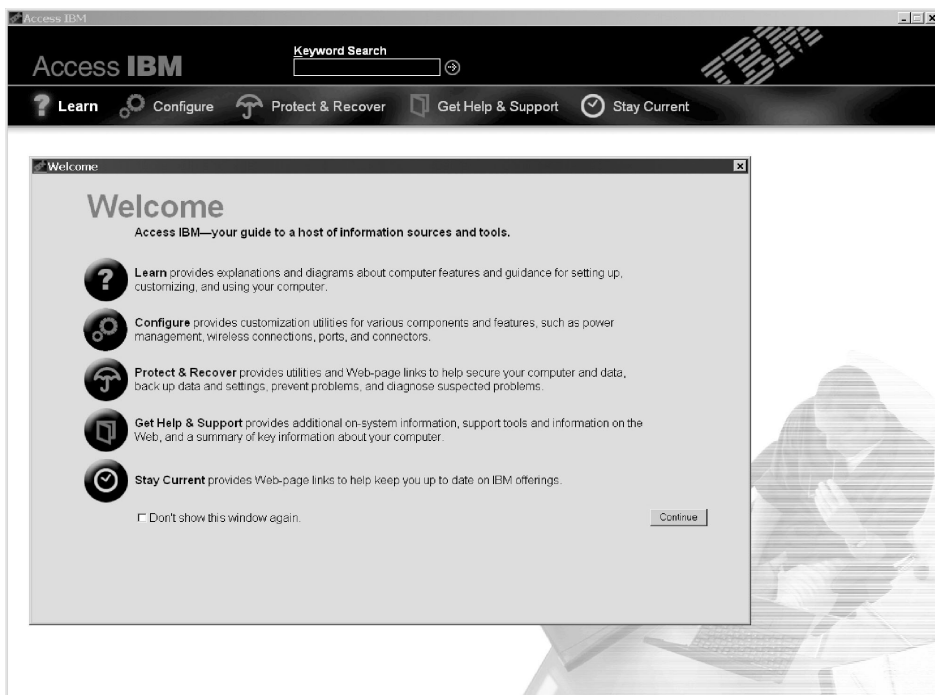 Access IBM
Keyword Search
Access IBM
IBM
Learn Configure Protect & Recover Get Help & Support Stay Current
Welcome
Welcome
Access IBM—your guide to a host of information sources and tools.
Learn provides explanations and diagrams about computer features and guidance for setting up,
customizing, and using your computer.
Configure provides customization utilities for various components and features, such as power
management, wireless connections, ports, and connectors.
Protect & Recover provides utilities and Web-page links to help secure your computer and data,
back up data and settings, prevent problems, and diagnose suspected problems.
Get Help & Support provides additional on-system information, support tools and information on the
Web, and a summary of key information about your computer.
Stay Current provides Web-page links to help keep you up to date on IBM offerings.
Don't show this window again.
Continue